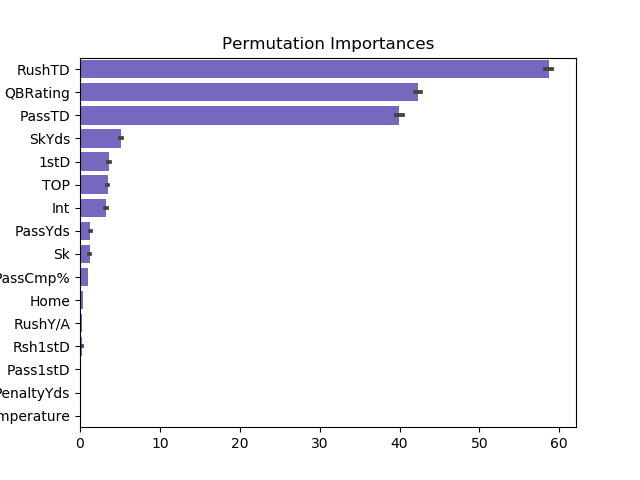 Permutation Importances
RushTD
QBRating
PassTD
SkYds
1stD
TOP
Int
PassYds
Sk
PassCmp%
Home
RushY/A
Rsh1stD
Pass1stD
PenaltyYds
mperature
0 10 20 30 40 50 60